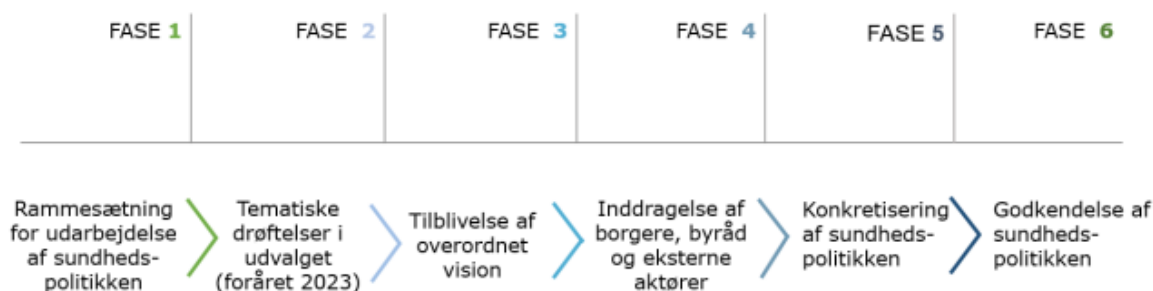 FASE 1
FASE 2
FASE 3
FASE 4
FASE 5
FASE 6
Rammesætning
for udarbejdelse
af sundheds-
politikken
Tematiske
drøftelser i
udvalget
(foråret 2023)
Tilblivelse af
overordnet
vision
Inddragelse af
borgere, byråd
og eksterne
aktører
Konkretisering
af sundheds-
politikken
Godkendelse af
sundheds-
politikken